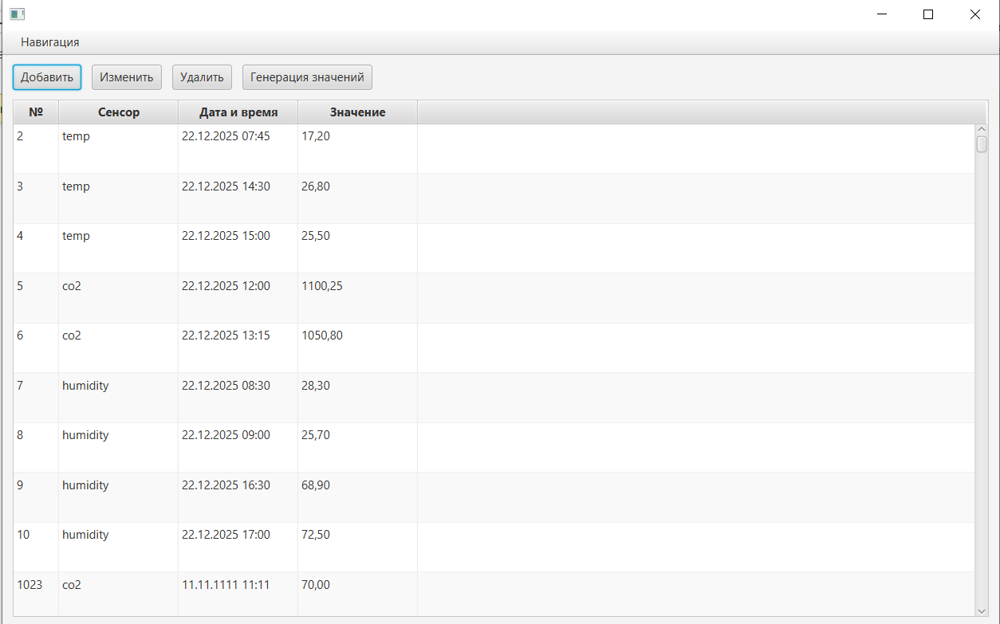 Навигация
Добавить Изменить Удалить Генерация значений
№ Сенсор Дата и время Значение
2 temp 22.12.2025 07:45 17,20
3 temp 22.12.2025 14:30 26,80
4 temp 22.12.2025 15:00 25,50
5 co2 22.12.2025 12:00 1100,25
6 co2 22.12.2025 13:15 1050,80
7 humidity 22.12.2025 08:30 28,30
8 humidity 22.12.2025 09:00 25,70
9 humidity 22.12.2025 16:30 68,90
10 humidity 22.12.2025 17:00 72,50
1023 co2 11.11.1111 11:11 70,00